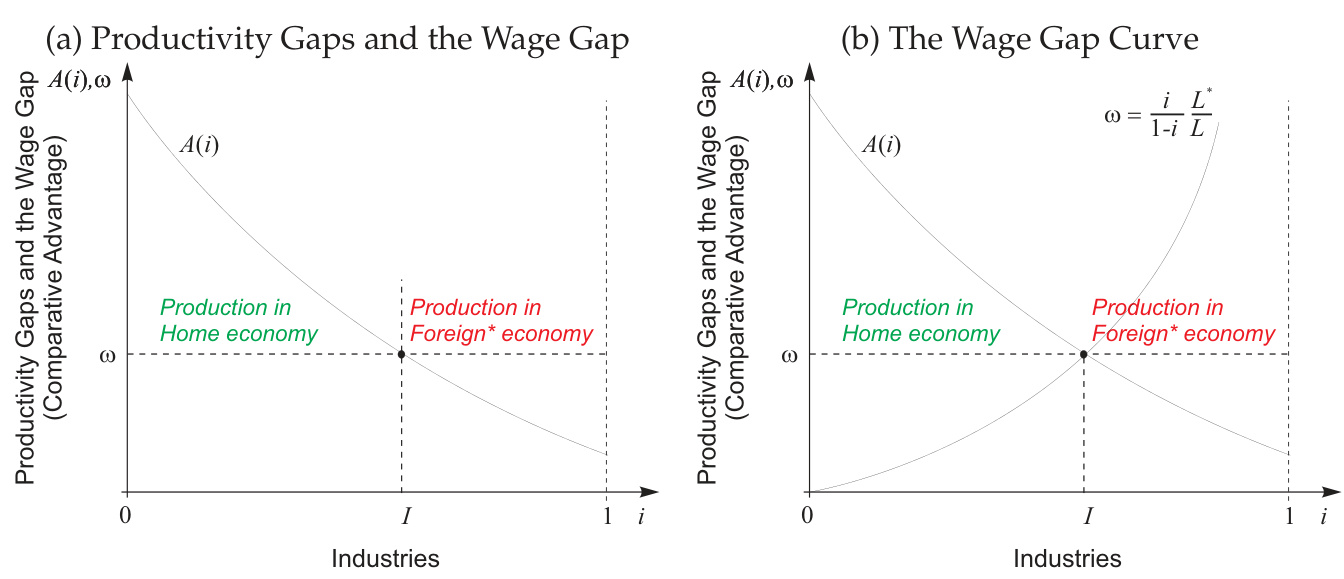 (a) Productivity Gaps and the Wage Gap
Productivity Gaps and the Wage Gap
(Comparative Advantage)
A(i),ω
A(i)
Production in
Home economy
Production in
Foreign* economy
ω
0
I
1
i
Industries
(b) The Wage Gap Curve
Productivity Gaps and the Wage Gap
(Comparative Advantage)
A(i),ω
A(i)
ω = i/1-i L*/L
Production in
Home economy
Production in
Foreign* economy
ω
0
I
1
i
Industries